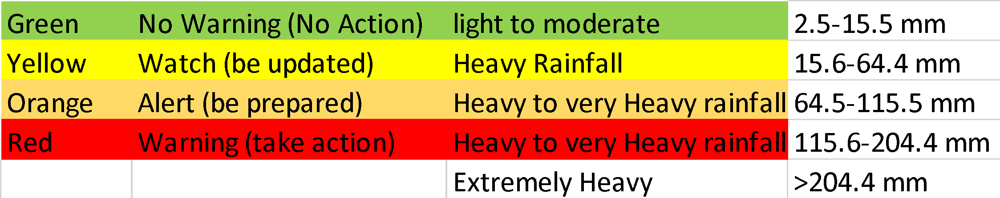 Green No Warning (No Action) light to moderate 2.5-15.5 mm
Yellow Watch (be updated) Heavy Rainfall 15.6-64.4 mm
Orange Alert (be prepared) Heavy to very Heavy rainfall 64.5-115.5 mm
Red Warning (take action) Heavy to very Heavy rainfall 115.6-204.4 mm
Extremely Heavy >204.4 mm